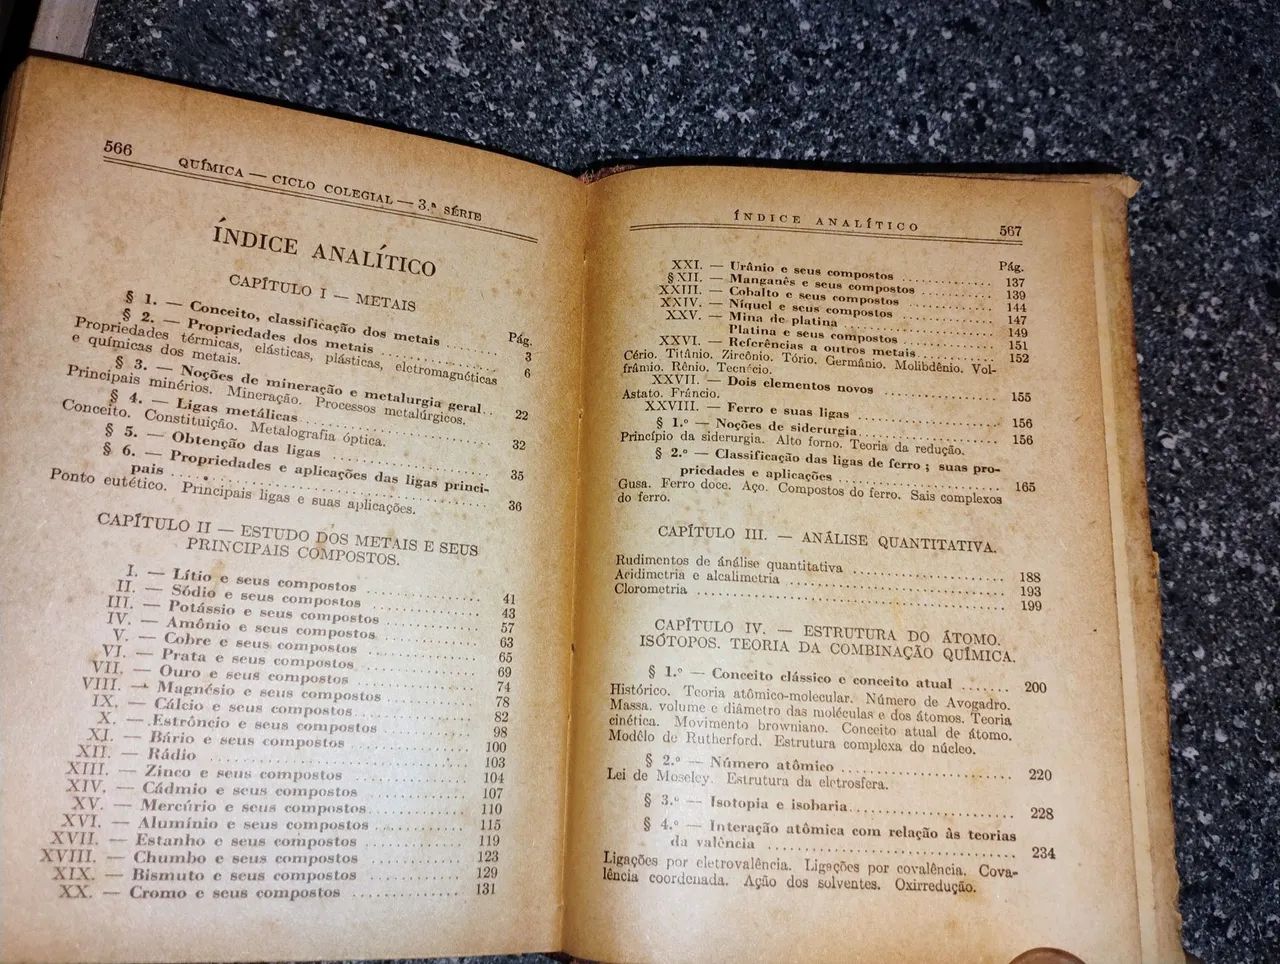 566
QUÍMICA — CICLO COLEGIAL — 3.ª SÉRIE
ÍNDICE ANALÍTICO
CAPÍTULO I — METAIS
Pág.
§ 1. — Conceito, classificação dos metais ........ 3
§ 2. — Propriedades dos metais ................ 6
Propriedades térmicas, elásticas, plásticas, eletromagnéticas
e químicas dos metais.
§ 3. — Noções de mineração e metalurgia geral.. 22
Principais minérios. Mineração. Processos metalúrgicos.
§ 4. — Ligas metálicas........................ 32
Conceito. Constituição. Metalografia óptica.
§ 5. — Obtenção das ligas .................... 35
§ 6. — Propriedades e aplicações das ligas princi-
pais ........................................ 36
Ponto eutético. Principais ligas e suas aplicações.
CAPÍTULO II — ESTUDO DOS METAIS E SEUS
PRINCIPAIS COMPOSTOS.
I. — Lítio e seus compostos ................ 41
II. — Sódio e seus compostos ................ 43
III. — Potássio e seus compostos ............. 57
IV. — Amônio e seus compostos ............... 63
V. — Cobre e seus compostos ................ 65
VI. — Prata e seus compostos ................ 69
VII. — Ouro e seus compostos ................. 74
VIII. — Magnésio e seus compostos ............. 78
IX. — Cálcio e seus compostos ............... 82
X. — Estrôncio e seus compostos ............ 98
XI. — Bário e seus compostos ................ 100
XII. — Rádio ................................. 103
XIII. — Zinco e seus compostos ................ 104
XIV. — Cádmio e seus compostos ............... 107
XV. — Mercúrio e seus compostos ............. 110
XVI. — Alumínio e seus compostos ............. 115
XVII. — Estanho e seus compostos .............. 119
XVIII. — Chumbo e seus compostos ............... 123
XIX. — Bismuto e seus compostos .............. 129
XX. — Cromo e seus compostos ................ 131
ÍNDICE ANALÍTICO 567
Pág.
XXI. — Urânio e seus compostos ............... 137
§XII. — Manganês e seus compostos ............. 139
XXIII. — Cobalto e seus compostos .............. 144
XXIV. — Níquel e seus compostos ............... 147
XXV. — Mina de platina ....................... 149
Platina e seus compostos .............. 151
XXVI. — Referências a outros metais ........... 152
Cério. Titânio. Zircônio. Tório. Germânio. Molibdênio. Vol-
frâmio. Rênio. Tecnécio.
XXVII. — Dois elementos novos .................. 155
Astato. Frâncio.
XXVIII. — Ferro e suas ligas .................... 156
§ 1.º — Noções de siderurgia.................. 156
Princípio da siderurgia. Alto forno. Teoria da redução.
§ 2.º — Classificação das ligas de ferro ; suas pro-
priedades e aplicações ...................... 165
Gusa. Ferro doce. Aço. Compostos do ferro. Sais complexos
do ferro.
CAPÍTULO III. — ANÁLISE QUANTITATIVA.
Rudimentos de análise quantitativa .................. 188
Acidimetria e alcalimetria .......................... 193
Clorometria ......................................... 199
CAPÍTULO IV. — ESTRUTURA DO ÁTOMO.
ISÓTOPOS. TEORIA DA COMBINAÇÃO QUÍMICA.
§ 1.º — Conceito clássico e conceito atual ....... 200
Histórico. Teoria atômico-molecular. Número de Avogadro.
Massa. volume e diâmetro das moléculas e dos átomos. Teoria
cinética. Movimento browniano. Conceito atual de átomo.
Modêlo de Rutherford. Estrutura complexa do núcleo.
§ 2.º — Número atômico ....................... 220
Lei de Moseley. Estrutura da eletrosfera.
§ 3.º — Isotopia e isobaria................... 228
§ 4.º — Interação atômica com relação às teorias
da valência ................................. 234
Ligações por eletrovalência. Ligações por covalência. Cova-
lência coordenada. Ação dos solventes. Oxirredução.